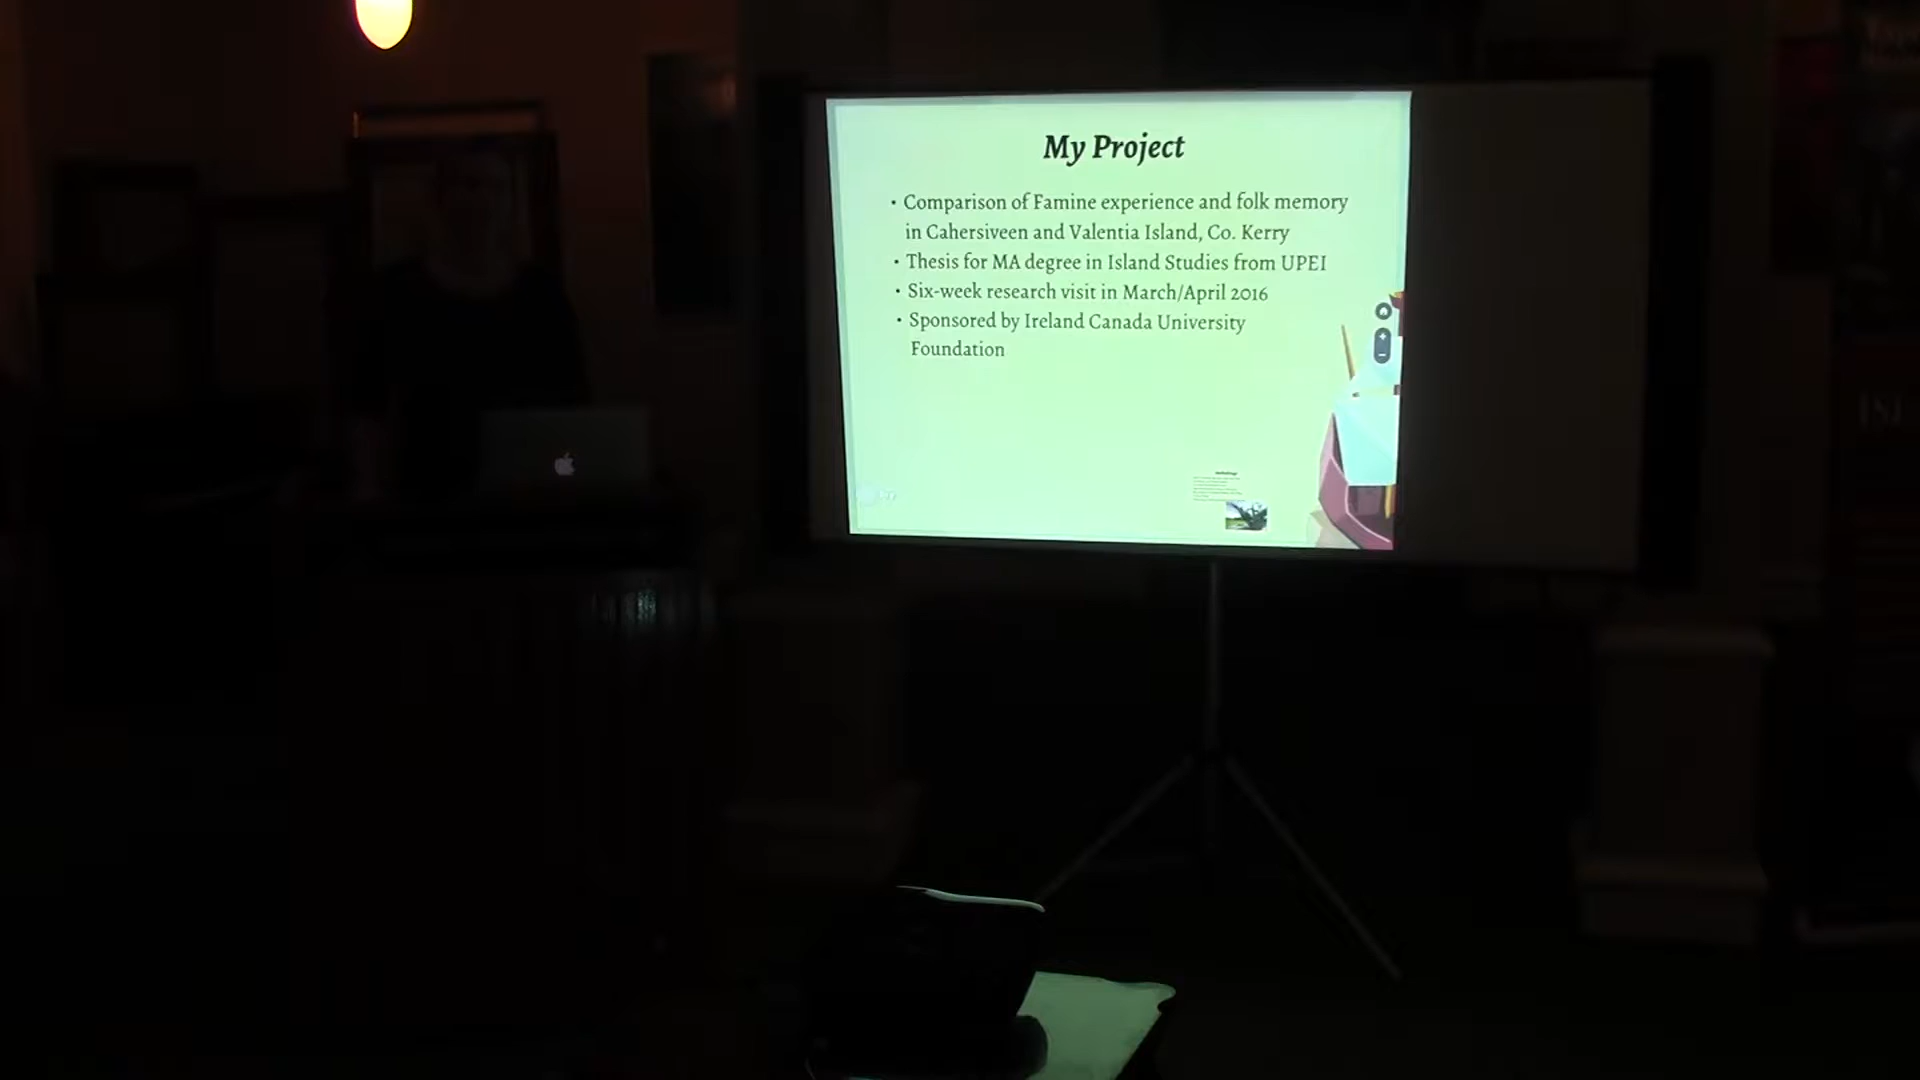 My Project
• Comparison of Famine experience and folk memory
in Cahersiveen and Valentia Island, Co. Kerry
• Thesis for MA degree in Island Studies from UPEI
• Six-week research visit in March/April 2016
• Sponsored by Ireland Canada University
Foundation